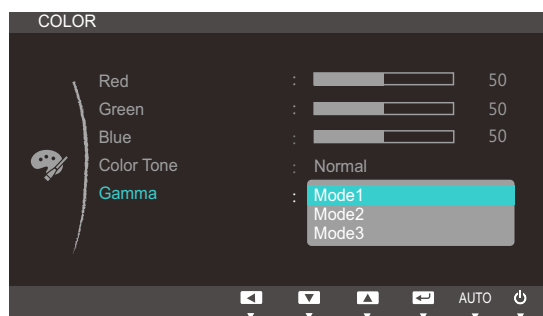 COLOR
Red : 50
Green : 50
Blue : 50
Color Tone : Normal
Gamma : Mode1
Mode2
Mode3
AUTO